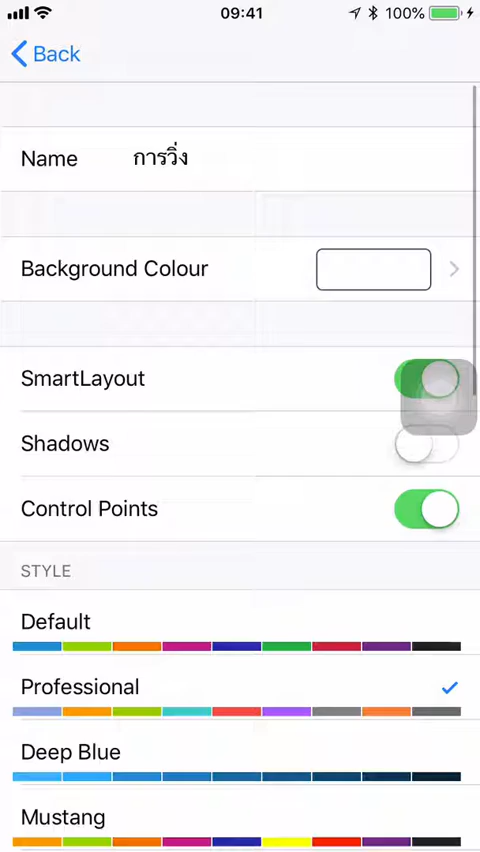 09:41 100%
Back
Name การวิ่ง
Background Colour
SmartLayout
Shadows
Control Points
STYLE
Default
Professional
Deep Blue
Mustang